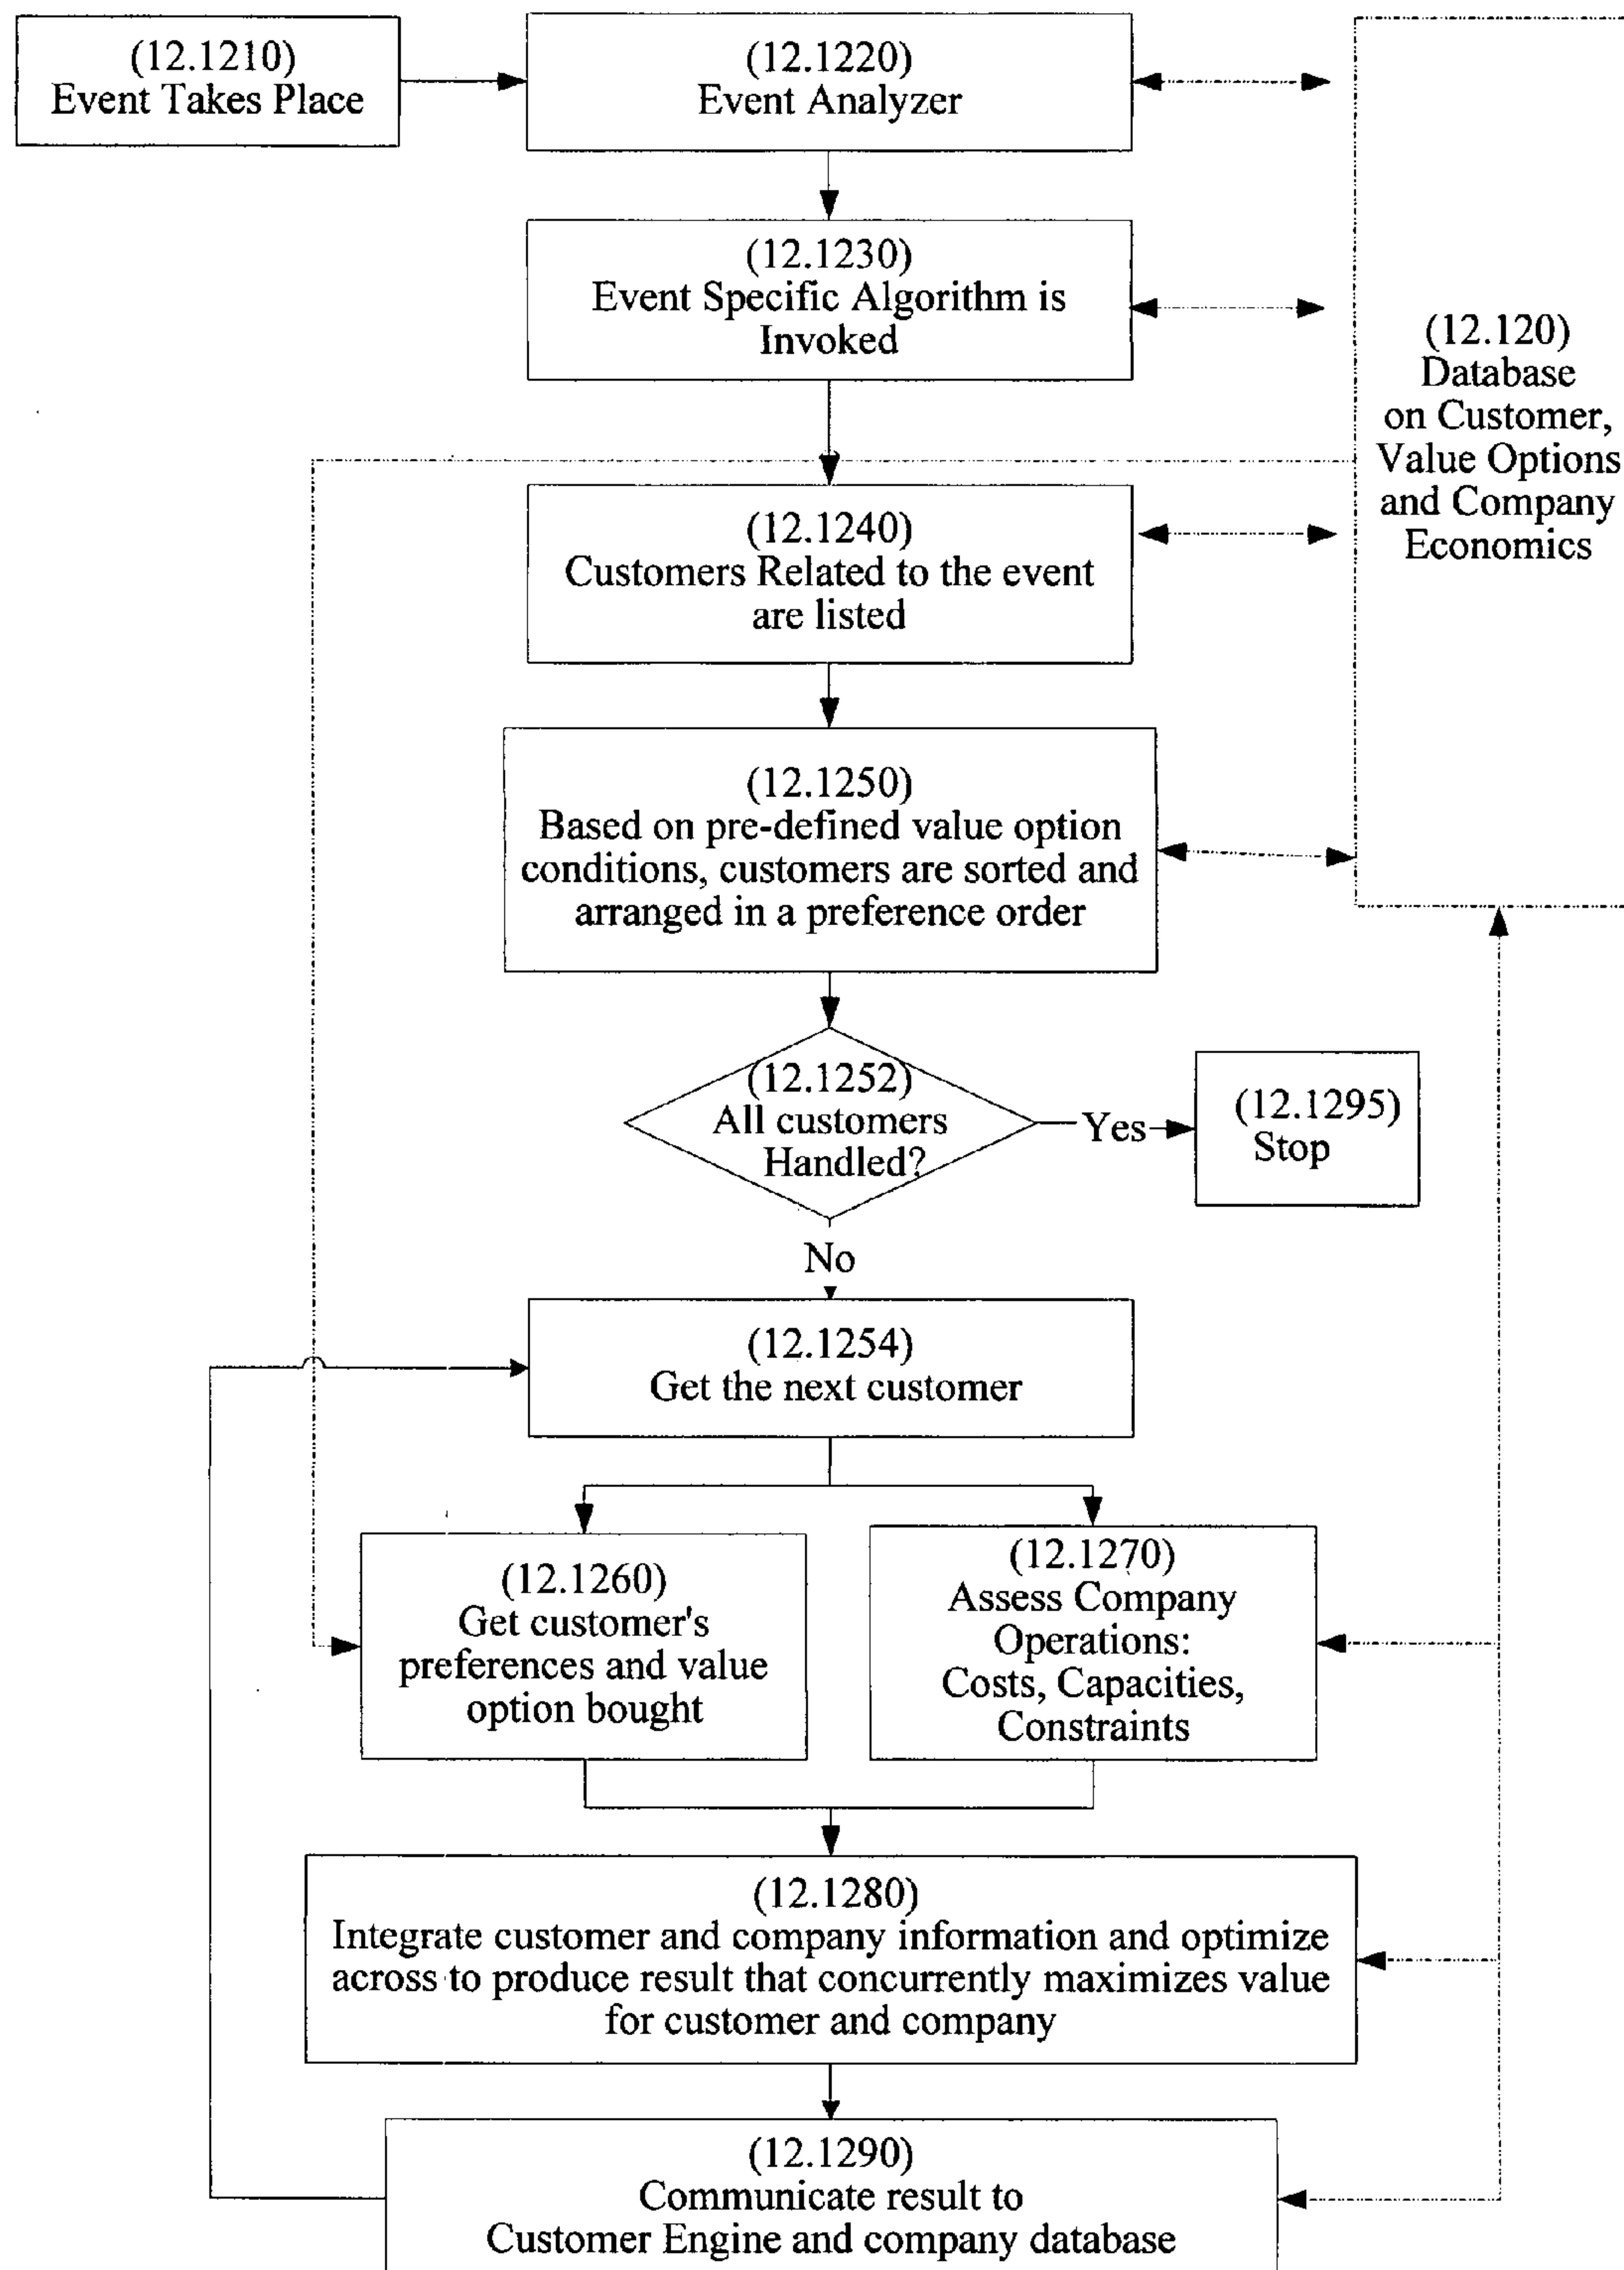 (12.1210)
Event Takes Place
(12.1220)
Event Analyzer
(12.1230)
Event Specific Algorithm is
Invoked
(12.120)
Database
on Customer,
Value Options
and Company
Economics
(12.1240)
Customers Related to the event
are listed
(12.1250)
Based on pre-defined value option
conditions, customers are sorted and
arranged in a preference order
(12.1252)
All customers
Handled?
Yes
(12.1295)
Stop
No
(12.1254)
Get the next customer
(12.1260)
Get customer's
preferences and value
option bought
(12.1270)
Assess Company
Operations:
Costs, Capacities,
Constraints
(12.1280)
Integrate customer and company information and optimize
across to produce result that concurrently maximizes value
for customer and company
(12.1290)
Communicate result to
Customer Engine and company database